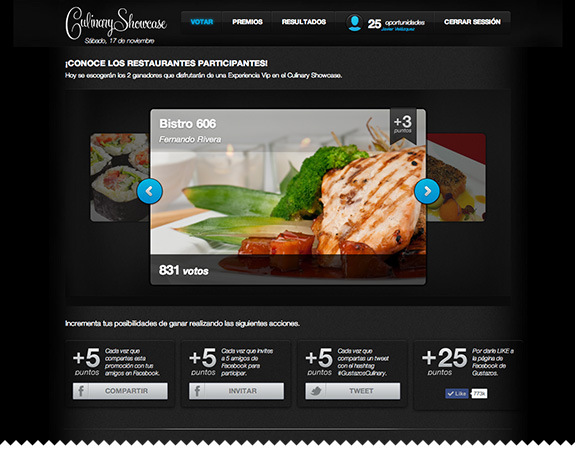 Culinary Showcase
Sábado, 17 de noviembre
VOTAR
PREMIOS
RESULTADOS
25 oportunidades
Javier Velázquez
CERRAR SESIÓN
¡CONOCE LOS RESTAURANTES PARTICIPANTES!
Hoy se escogerán los 2 ganadores que disfrutarán de una Experiencia Vip en el Culinary Showcase.
Bistro 606
Fernando Rivera
+3
puntos
831 votos
Incrementa tus posibilidades de ganar realizando las siguientes acciones.
+5
puntos
Cada vez que
compartes esta
promoción con tus
amigos en Facebook.
COMPARTIR
+5
puntos
Cada vez que invites
a 5 amigos de
Facebook para
participar.
INVITAR
+5
puntos
Cada vez que
compartas un tweet
con el hashtag
#GustazosCulinary.
TWEET
+25
puntos
Por darle LIKE a
la página de
Facebook de
Gustazos.
Like
773k